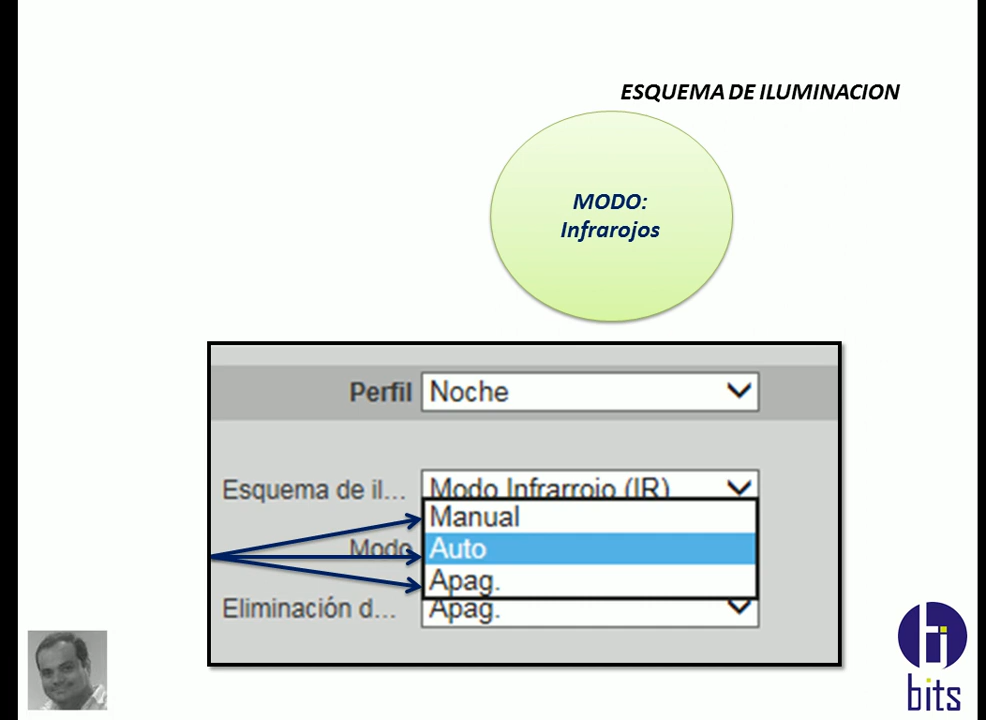 ESQUEMA DE ILUMINACION
MODO:
Infrarojos
Perfil Noche
Esquema de il... Modo Infrarrojo (IR)
Manual
Modo Auto
Apag.
Eliminación d... Apag.
bits